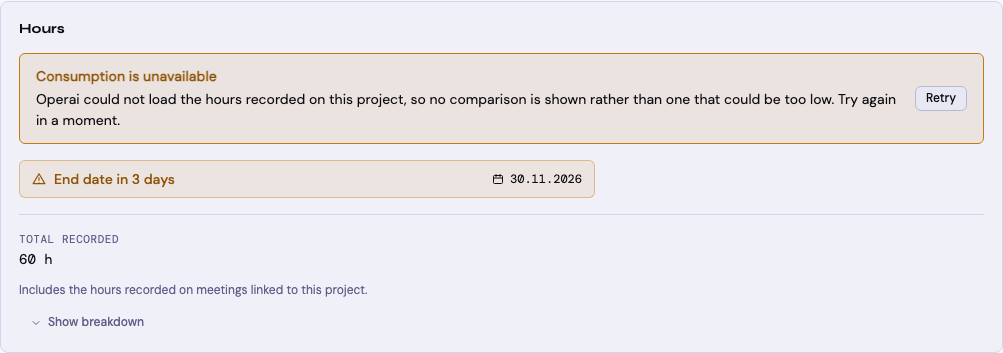 Hours
Consumption is unavailable
Operai could not load the hours recorded on this project, so no comparison is shown rather than one that could be too low. Try again
in a moment.
Retry
End date in 3 days
30.11.2026
TOTAL RECORDED
60 h
Includes the hours recorded on meetings linked to this project.
Show breakdown